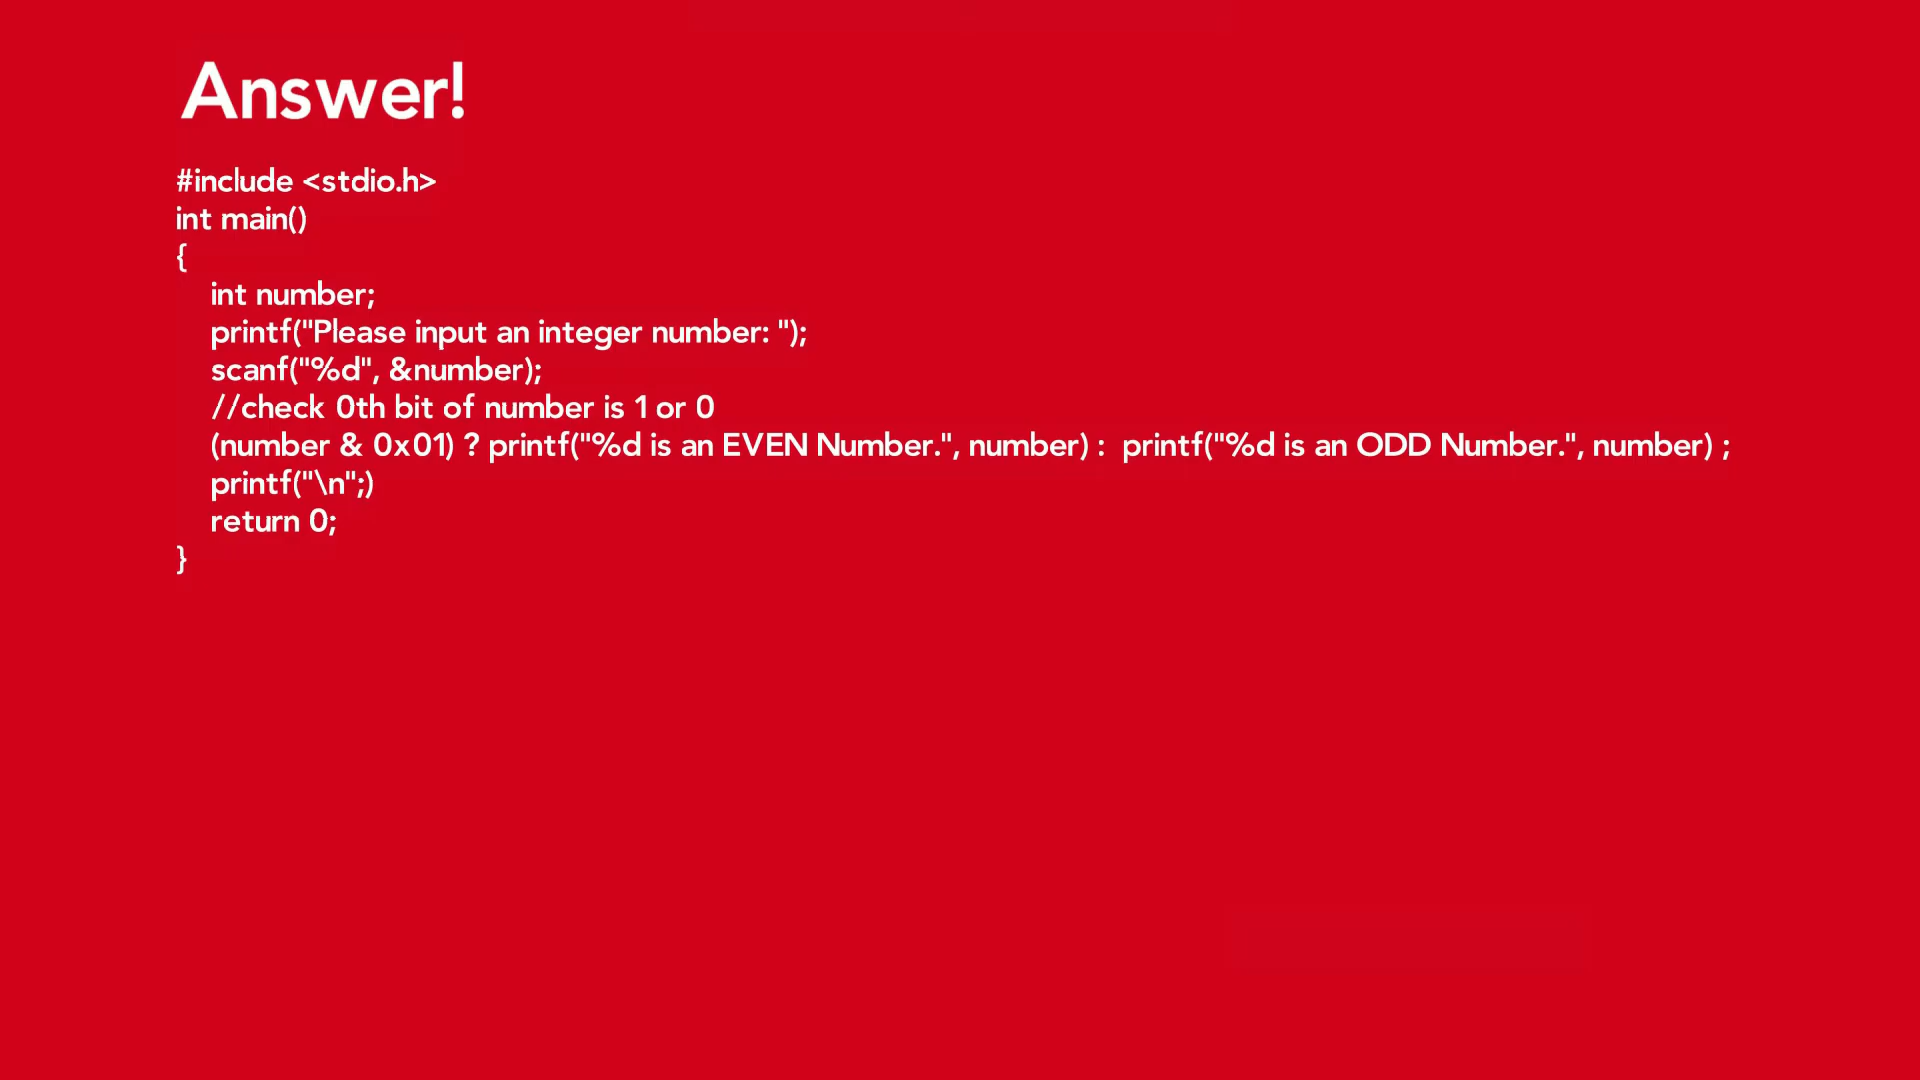 Answer!
#include <stdio.h>
int main()
{
int number;
printf("Please input an integer number: ");
scanf("%d", &number);
//check 0th bit of number is 1 or 0
(number & 0x01) ? printf("%d is an EVEN Number.", number) :  printf("%d is an ODD Number.", number) ;
printf("\n";)
return 0;
}